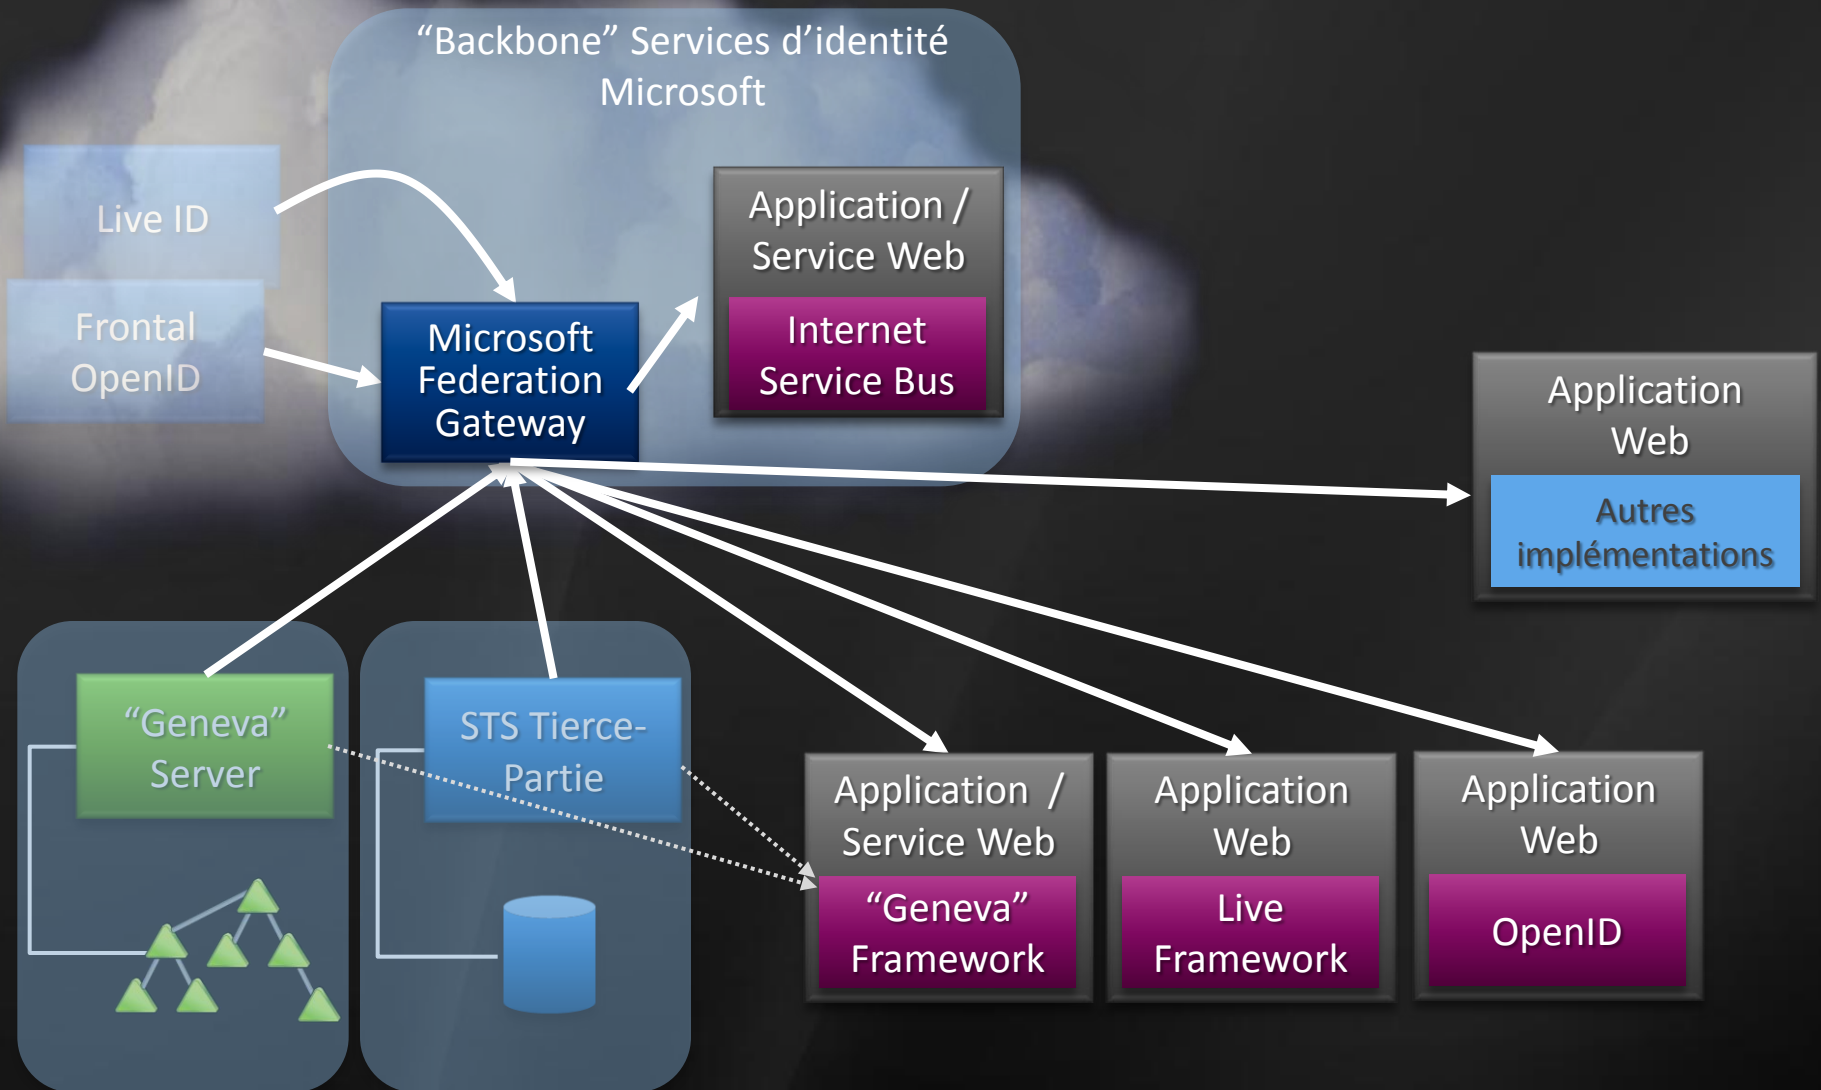 “Backbone” Services d’identité
Microsoft
Live ID
Frontal
OpenID
Microsoft
Federation
Gateway
Application /
Service Web
Internet
Service Bus
Application
Web
Autres
implémentations
“Geneva”
Server
STS Tierce-
Partie
Application /
Service Web
“Geneva”
Framework
Application
Web
Live
Framework
Application
Web
OpenID